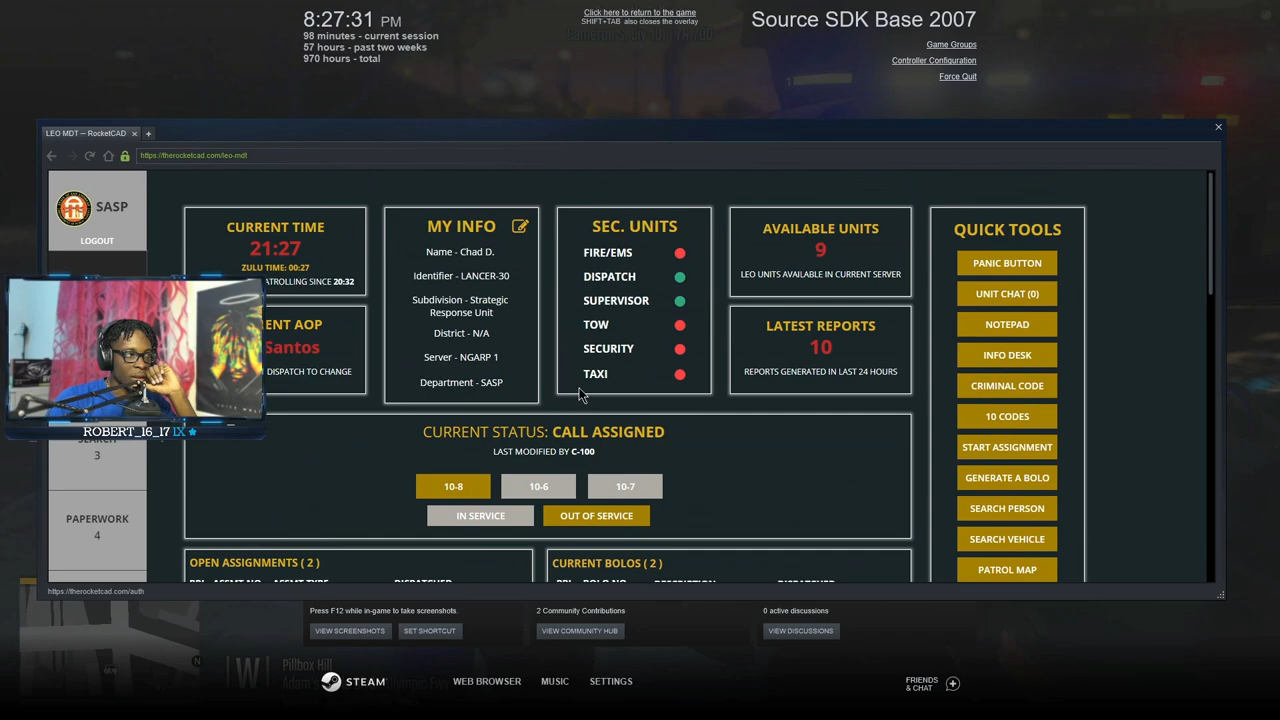 8:27:31 PM
98 minutes - current session
57 hours - past two weeks
970 hours - total
Click here to return to the game
SHIFT+TAB also closes the overlay
Source SDK Base 2007
Game Groups
Controller Configuration
Force Quit
LEO MDT — RocketCAD
https://therocketcad.com/leo-mdt
SASP
LOGOUT
CURRENT TIME
21:27
ZULU TIME: 00:27
ATROLLING SINCE 20:32
ENT AOP
Santos
DISPATCH TO CHANGE
MY INFO
Name - Chad D.
Identifier - LANCER-30
Subdivision - Strategic
Response Unit
District - N/A
Server - NGARP 1
Department - SASP
SEC. UNITS
FIRE/EMS
DISPATCH
SUPERVISOR
TOW
SECURITY
TAXI
AVAILABLE UNITS
9
LEO UNITS AVAILABLE IN CURRENT SERVER
LATEST REPORTS
10
REPORTS GENERATED IN LAST 24 HOURS
QUICK TOOLS
PANIC BUTTON
UNIT CHAT (0)
NOTEPAD
INFO DESK
CRIMINAL CODE
10 CODES
START ASSIGNMENT
GENERATE A BOLO
SEARCH PERSON
SEARCH VEHICLE
PATROL MAP
ROBERT_16_17 IX
SEARCH
3
PAPERWORK
4
CURRENT STATUS: CALL ASSIGNED
LAST MODIFIED BY C-100
10-8
10-6
10-7
IN SERVICE
OUT OF SERVICE
OPEN ASSIGNMENTS ( 2 )
CURRENT BOLOS ( 2 )
https://therocketcad.com/auth
Press F12 while in-game to take screenshots.
VIEW SCREENSHOTS
SET SHORTCUT
2 Community Contributions
VIEW COMMUNITY HUB
0 active discussions
VIEW DISCUSSIONS
W
Pillbox Hill
STEAM
WEB BROWSER
MUSIC
SETTINGS
FRIENDS
& CHAT